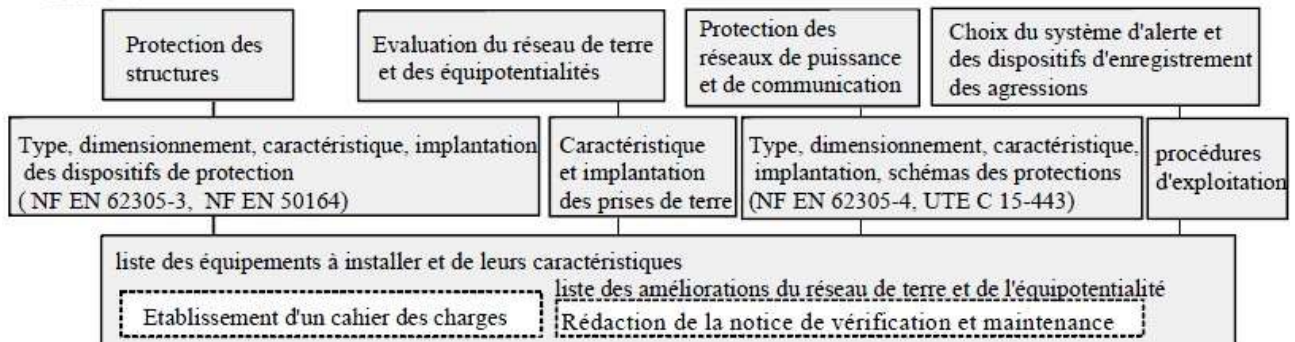 Protection des
structures
Evaluation du réseau de terre
et des équipotentialités
Protection des
réseaux de puissance
et de communication
Choix du système d'alerte et
des dispositifs d'enregistrement
des agressions
Type, dimensionnement, caractéristique, implantation
des dispositifs de protection
( NF EN 62305-3, NF EN 50164)
Caractéristique
et implantation
des prises de terre
Type, dimensionnement, caractéristique,
implantation, schémas des protections
(NF EN 62305-4, UTE C 15-443)
procédures
d'exploitation
liste des équipements à installer et de leurs caractéristiques
liste des améliorations du réseau de terre et de l'équipotentialité
Etablissement d'un cahier des charges
Rédaction de la notice de vérification et maintenance